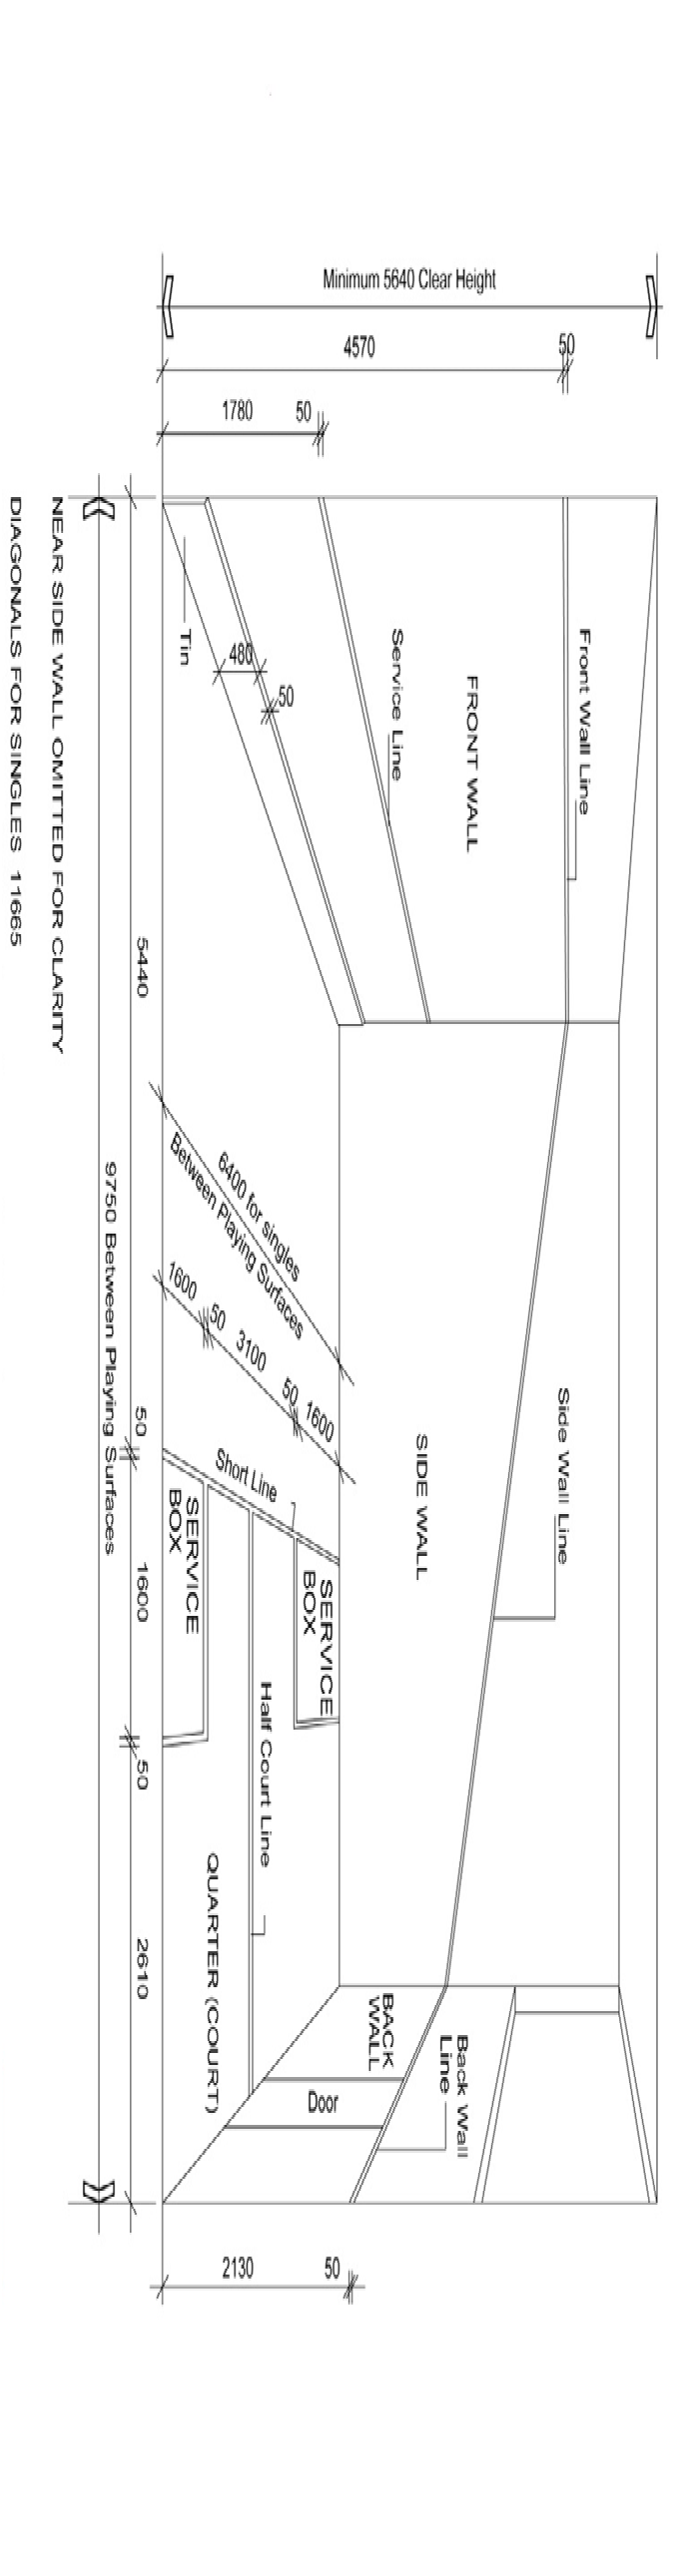 Minimum 5640 Clear Height
4570
50
1780
50
Front Wall Line
FRONT WALL
Service Line
Tin
480
50
6400 for singles
Between Playing Surfaces
1600
50
3100
50
1600
Short Line
SIDE WALL
Side Wall Line
SERVICE
BOX
SERVICE
BOX
Half Court Line
QUARTER (COURT)
BACK
WALL
Back Wall
Line
Door
2130
50
5440
50
1600
50
2610
9750 Between Playing Surfaces
NEAR SIDE WALL OMITTED FOR CLARITY
DIAGONALS FOR SINGLES 11665